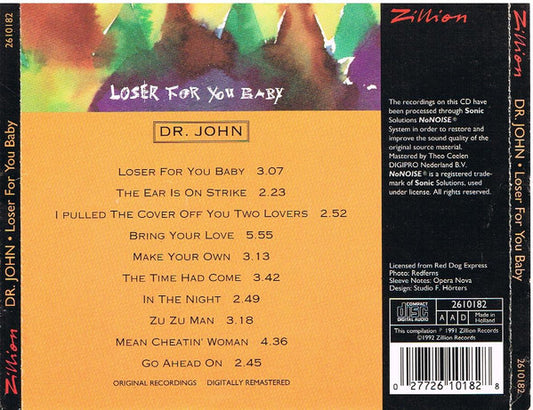 2610182
DR. JOHN • Loser For You Baby
Zillion
LOSER FOR YOU BABY
DR. JOHN
LOSER FOR YOU BABY 3.07
THE EAR IS ON STRIKE 2.23
I PULLED THE COVER OFF YOU TWO LOVERS 2.52
BRING YOUR LOVE 5.55
MAKE YOUR OWN 3.13
THE TIME HAD COME 3.42
IN THE NIGHT 2.49
ZU ZU MAN 3.18
MEAN CHEATIN' WOMAN 4.36
GO AHEAD ON 2.45
ORIGINAL RECORDINGS DIGITALLY REMASTERED
Zillion
The recordings on this CD have
been processed through Sonic
Solutions NoNOISE®
System in order to restore and
improve the sound quality of the
original source material.
Mastered by Theo Ceelen
DIGIPRO Nederland B.V.
NoNOISE® is a registered trade-
mark of Sonic Solutions, used
under license. All rights reserved.
Licensed from Red Dog Express
Photo: Redferns
Sleeve Notes: Opera Nova
Design: Studio F. Hörters
COMPACT
disc
DIGITAL AUDIO
2610182
A A D
Made in
Holland
This compilation ℗ 1991 Zillion Records
©1992 Zillion Records
0 27726 10182 8
Zillion
DR. JOHN • Loser For You Baby
2610182